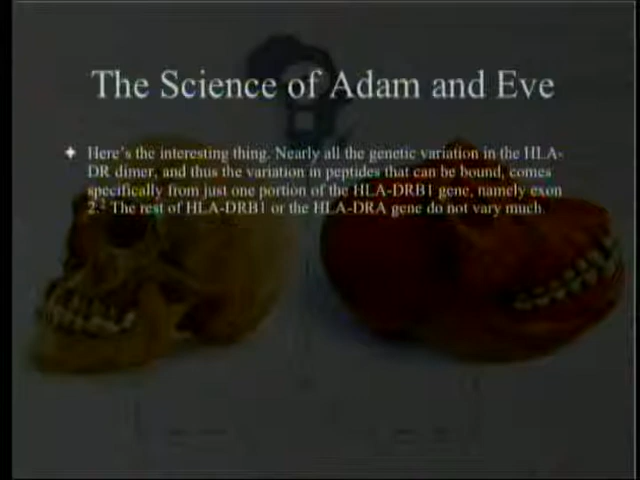 The Science of Adam and Eve
Here's the interesting thing. Nearly all the genetic variation in the HLA-
DR dimer, and thus the variation in peptides that can be bound, comes
specifically from just one portion of the HLA-DRB1 gene, namely exon
2.² The rest of HLA-DRB1 or the HLA-DRA gene do not vary much.